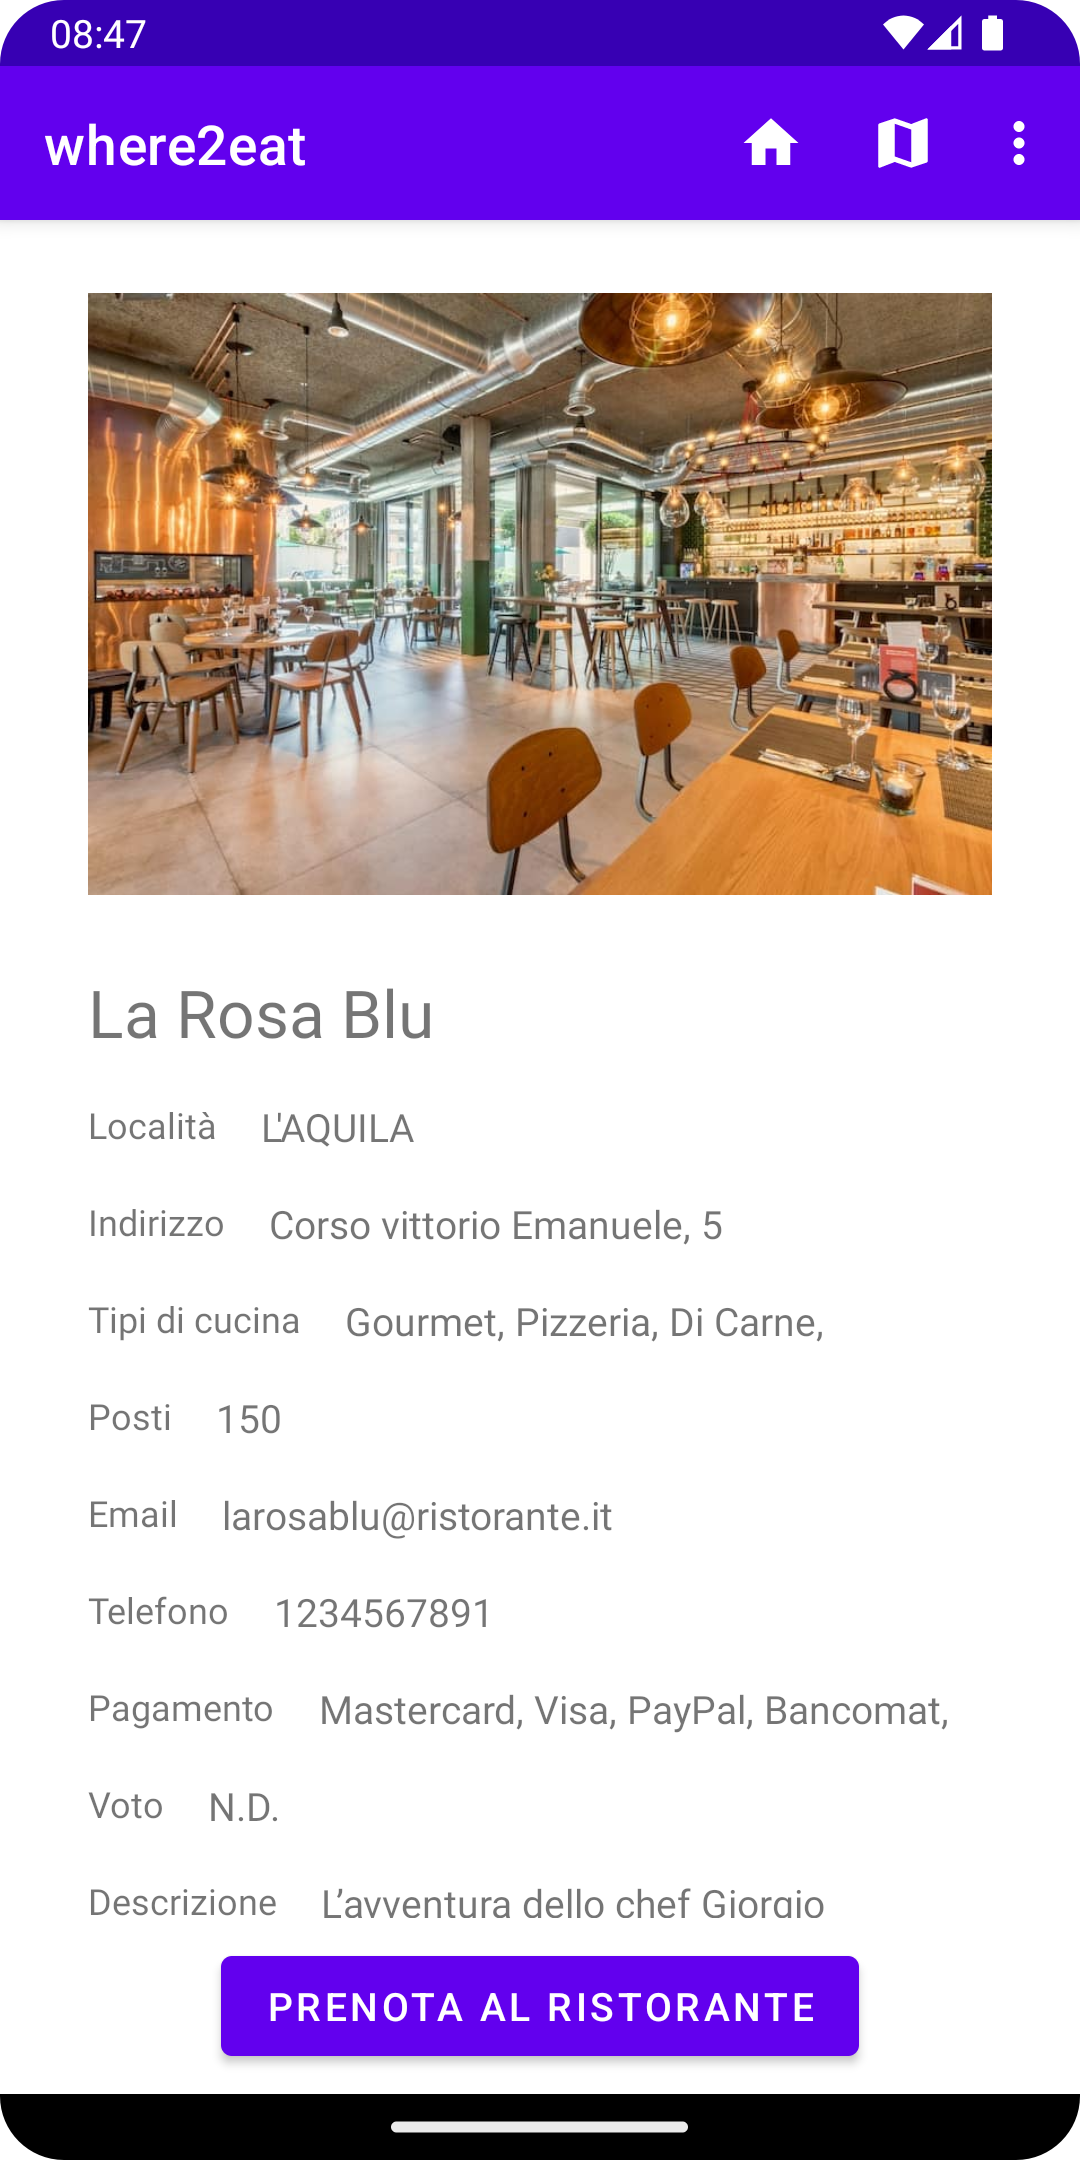 08:47
where2eat
La Rosa Blu
Località L'AQUILA
Indirizzo Corso vittorio Emanuele, 5
Tipi di cucina Gourmet, Pizzeria, Di Carne,
Posti 150
Email larosablu@ristorante.it
Telefono 1234567891
Pagamento Mastercard, Visa, PayPal, Bancomat,
Voto N.D.
Descrizione L’avventura dello chef Giorgio
PRENOTA AL RISTORANTE